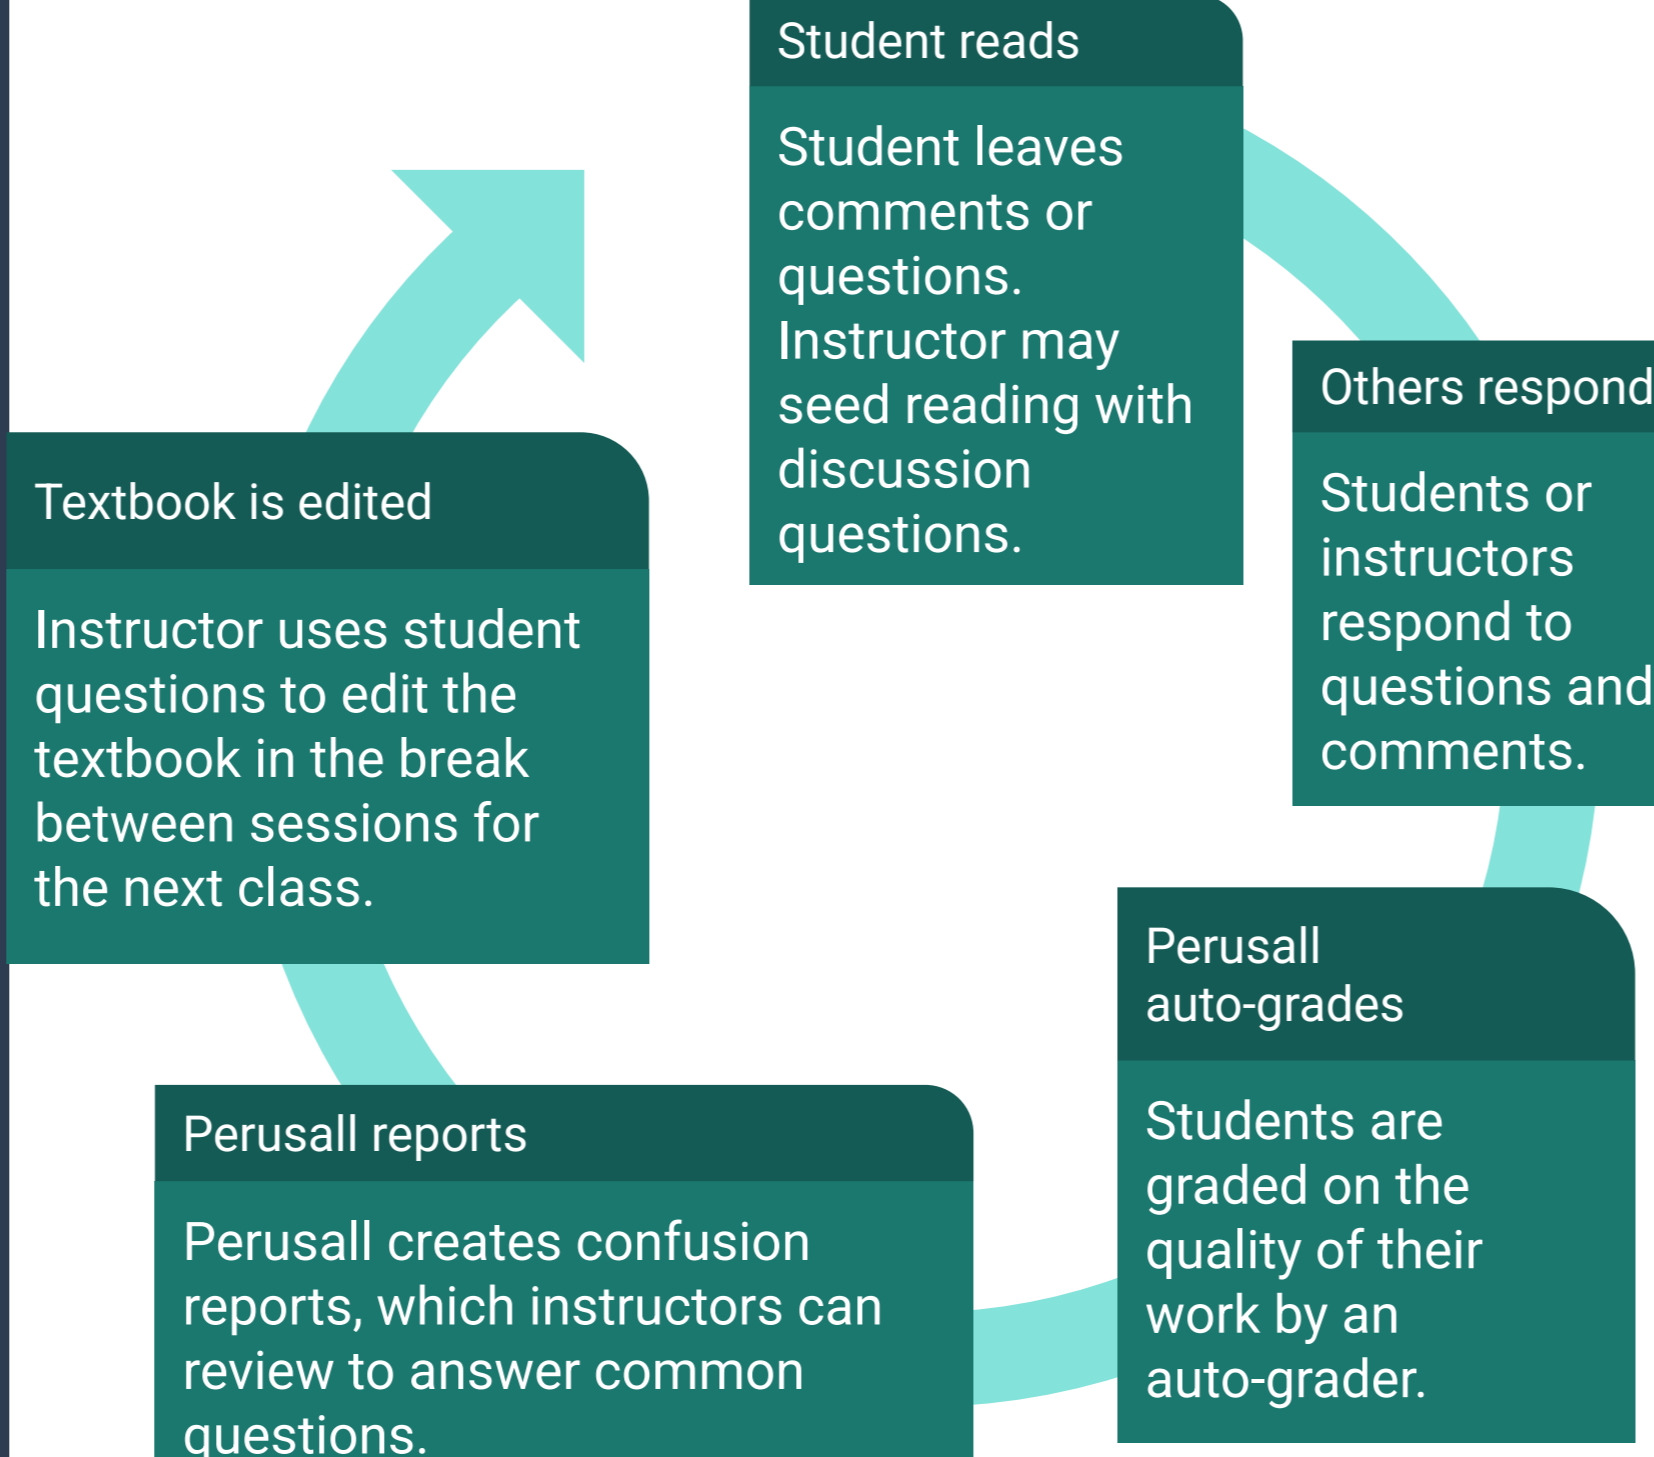 Student reads
Student leaves
comments or
questions.
Instructor may
seed reading with
discussion
questions.
Others respond
Students or
instructors
respond to
questions and
comments.
Perusall
auto-grades
Students are
graded on the
quality of their
work by an
auto-grader.
Perusall reports
Perusall creates confusion
reports, which instructors can
review to answer common
questions.
Textbook is edited
Instructor uses student
questions to edit the
textbook in the break
between sessions for
the next class.